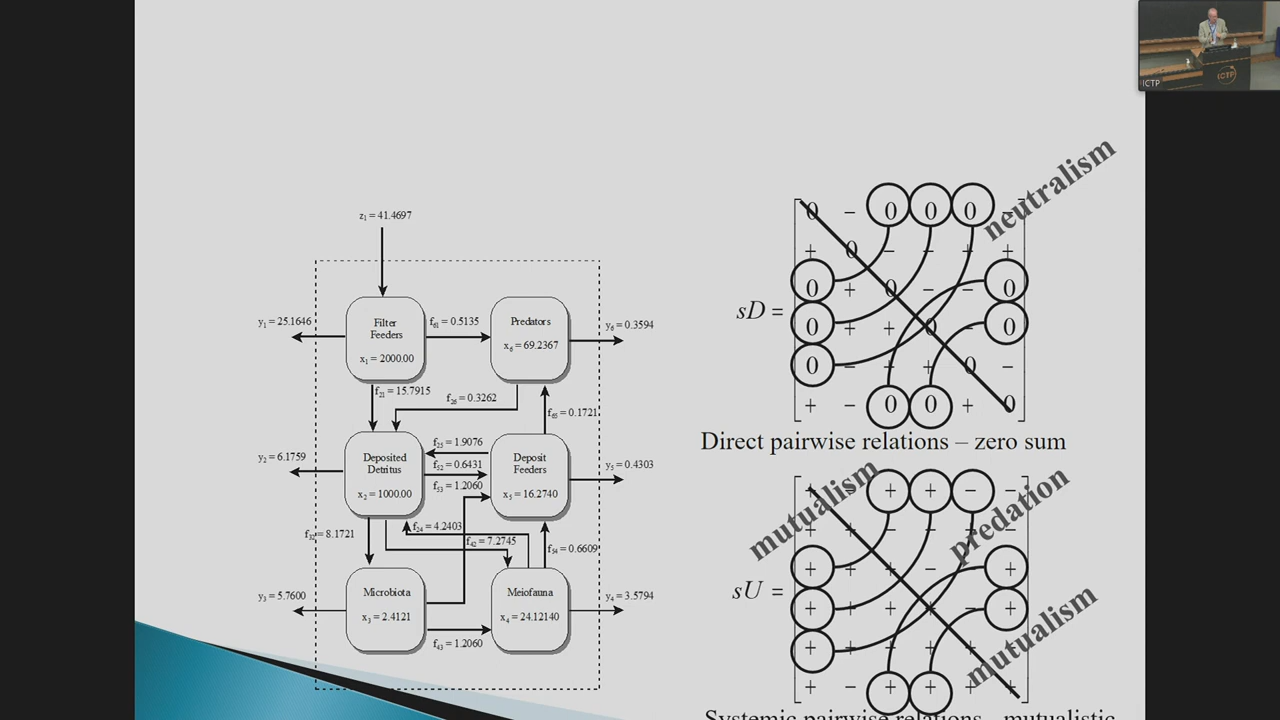 z₁ = 41.4697
y₁ = 25.1646
Filter
Feeders
x₁ = 2000.00
f₆₁ = 0.5135
Predators
x₆ = 69.2367
y₆ = 0.3594
f₂₁ = 15.7915
f₂₆ = 0.3262
f₆₅ = 0.1721
y₂ = 6.1759
Deposited
Detritus
x₂ = 1000.00
f₂₅ = 1.9076
f₅₂ = 0.6431
f₅₃ = 1.2060
Deposit
Feeders
x₅ = 16.2740
y₅ = 0.4303
= 8.1721
f₂₄ = 4.2403
f₄₂ = 7.2745
f₅₄ = 0.6609
y₃ = 5.7600
Microbiota
x₃ = 2.4121
f₄₃ = 1.2060
Meiofauna
x₄ = 24.12140
y₄ = 3.5794
neutralism
sD =
0 − 0 0 0 −
+ 0 − − + +
0 + 0 − − 0
0 + + 0 − 0
0 − + + 0 −
+ − 0 0 + 0
Direct pairwise relations – zero sum
mutualism
predation
mutualism
sU =
+ + − −
+ + − +
+ + + +
+ +
+ − + + + +
Systemic pairwise relations - mutualistic
ICTP
ICTP